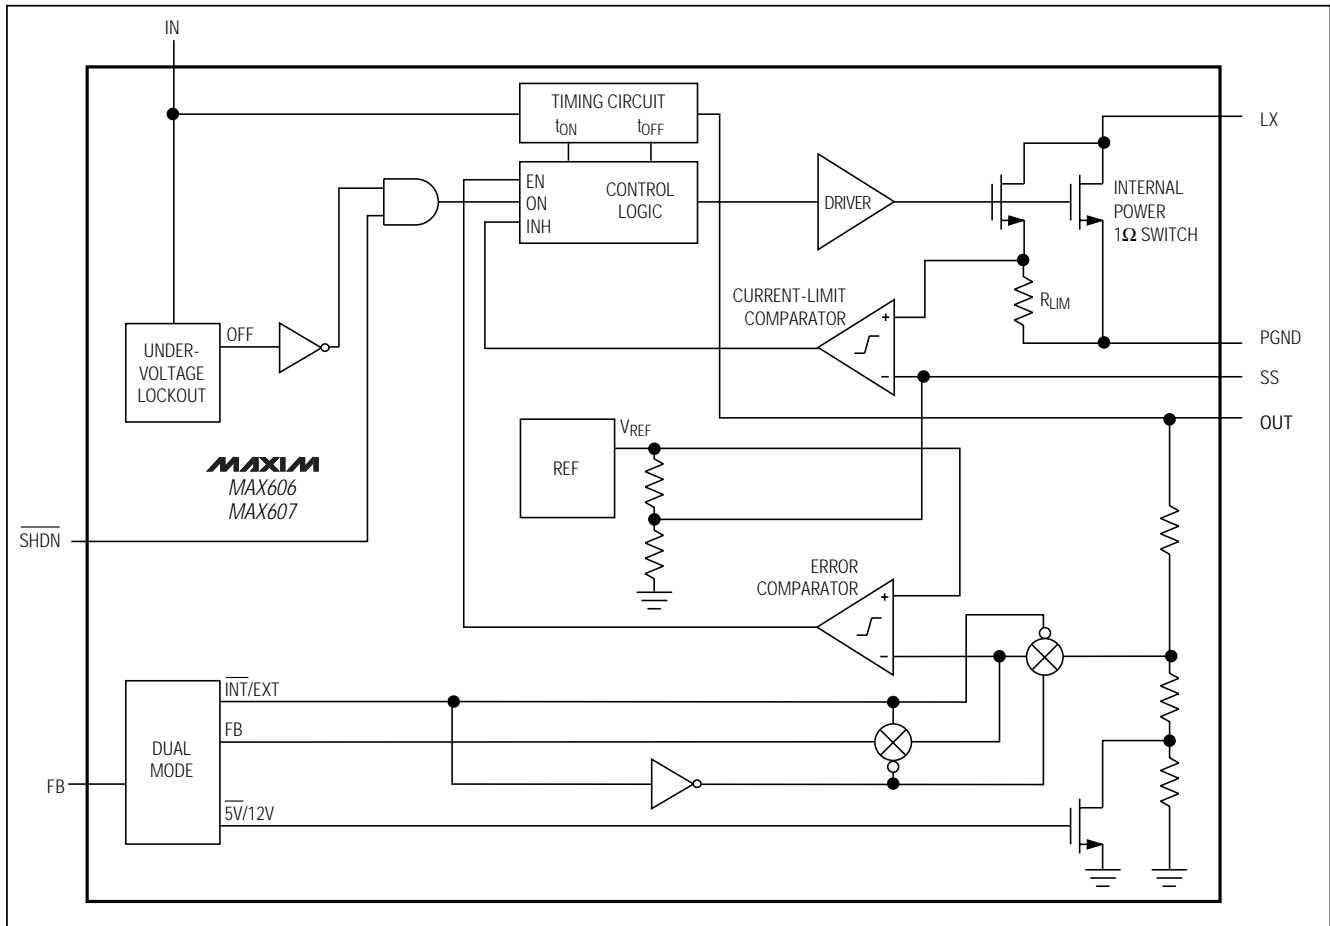 IN
TIMING CIRCUIT
tON tOFF
LX
EN
ON
INH
CONTROL
LOGIC
DRIVER
INTERNAL
POWER
1Ω SWITCH
CURRENT-LIMIT
COMPARATOR
+
−
RLIM
OFF
UNDER-
VOLTAGE
LOCKOUT
PGND
SS
OUT
VREF
REF
MAXIM
MAX606
MAX607
SHDN
ERROR
COMPARATOR
+
−
INT/EXT
FB
DUAL
MODE
FB
5V/12V